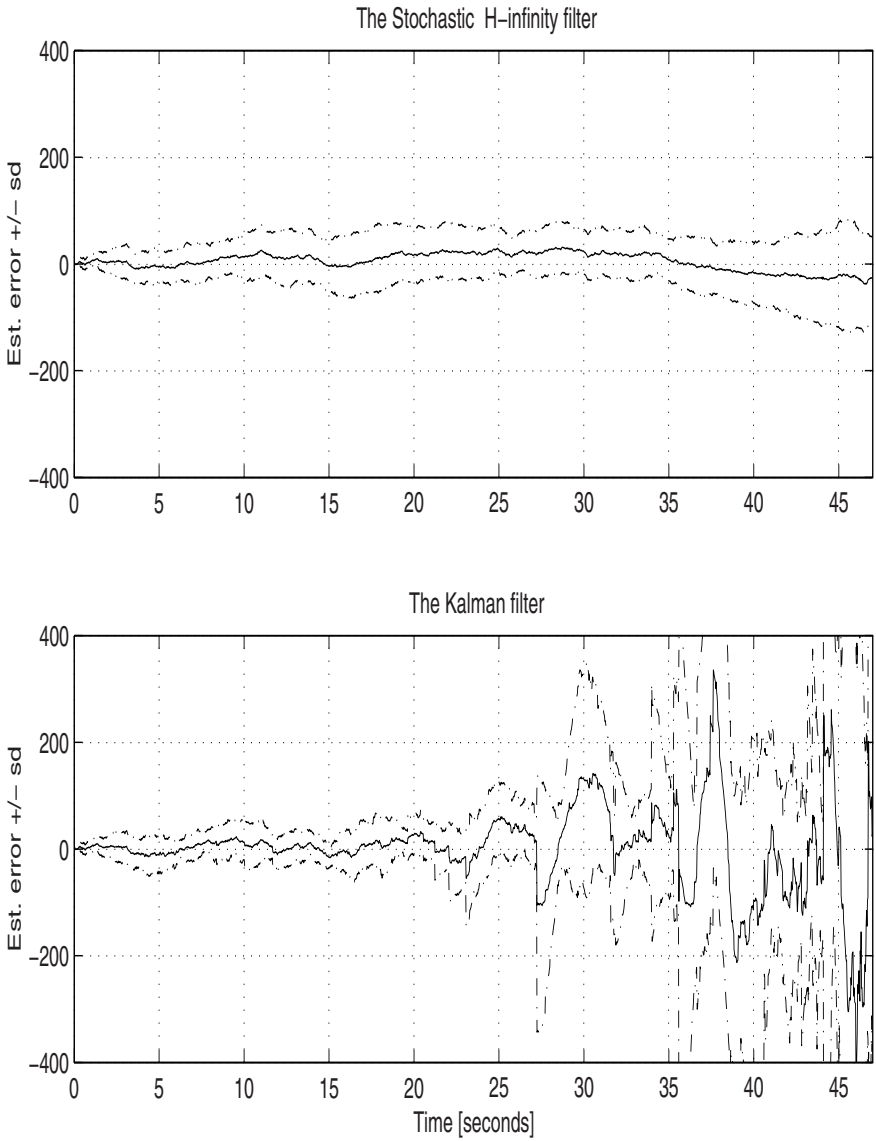 The Stochastic H-infinity filter
400
200
0
−200
−400
Est. error +/− sd
0 5 10 15 20 25 30 35 40 45
The Kalman filter
400
200
0
−200
−400
Est. error +/− sd
0 5 10 15 20 25 30 35 40 45
Time [seconds]